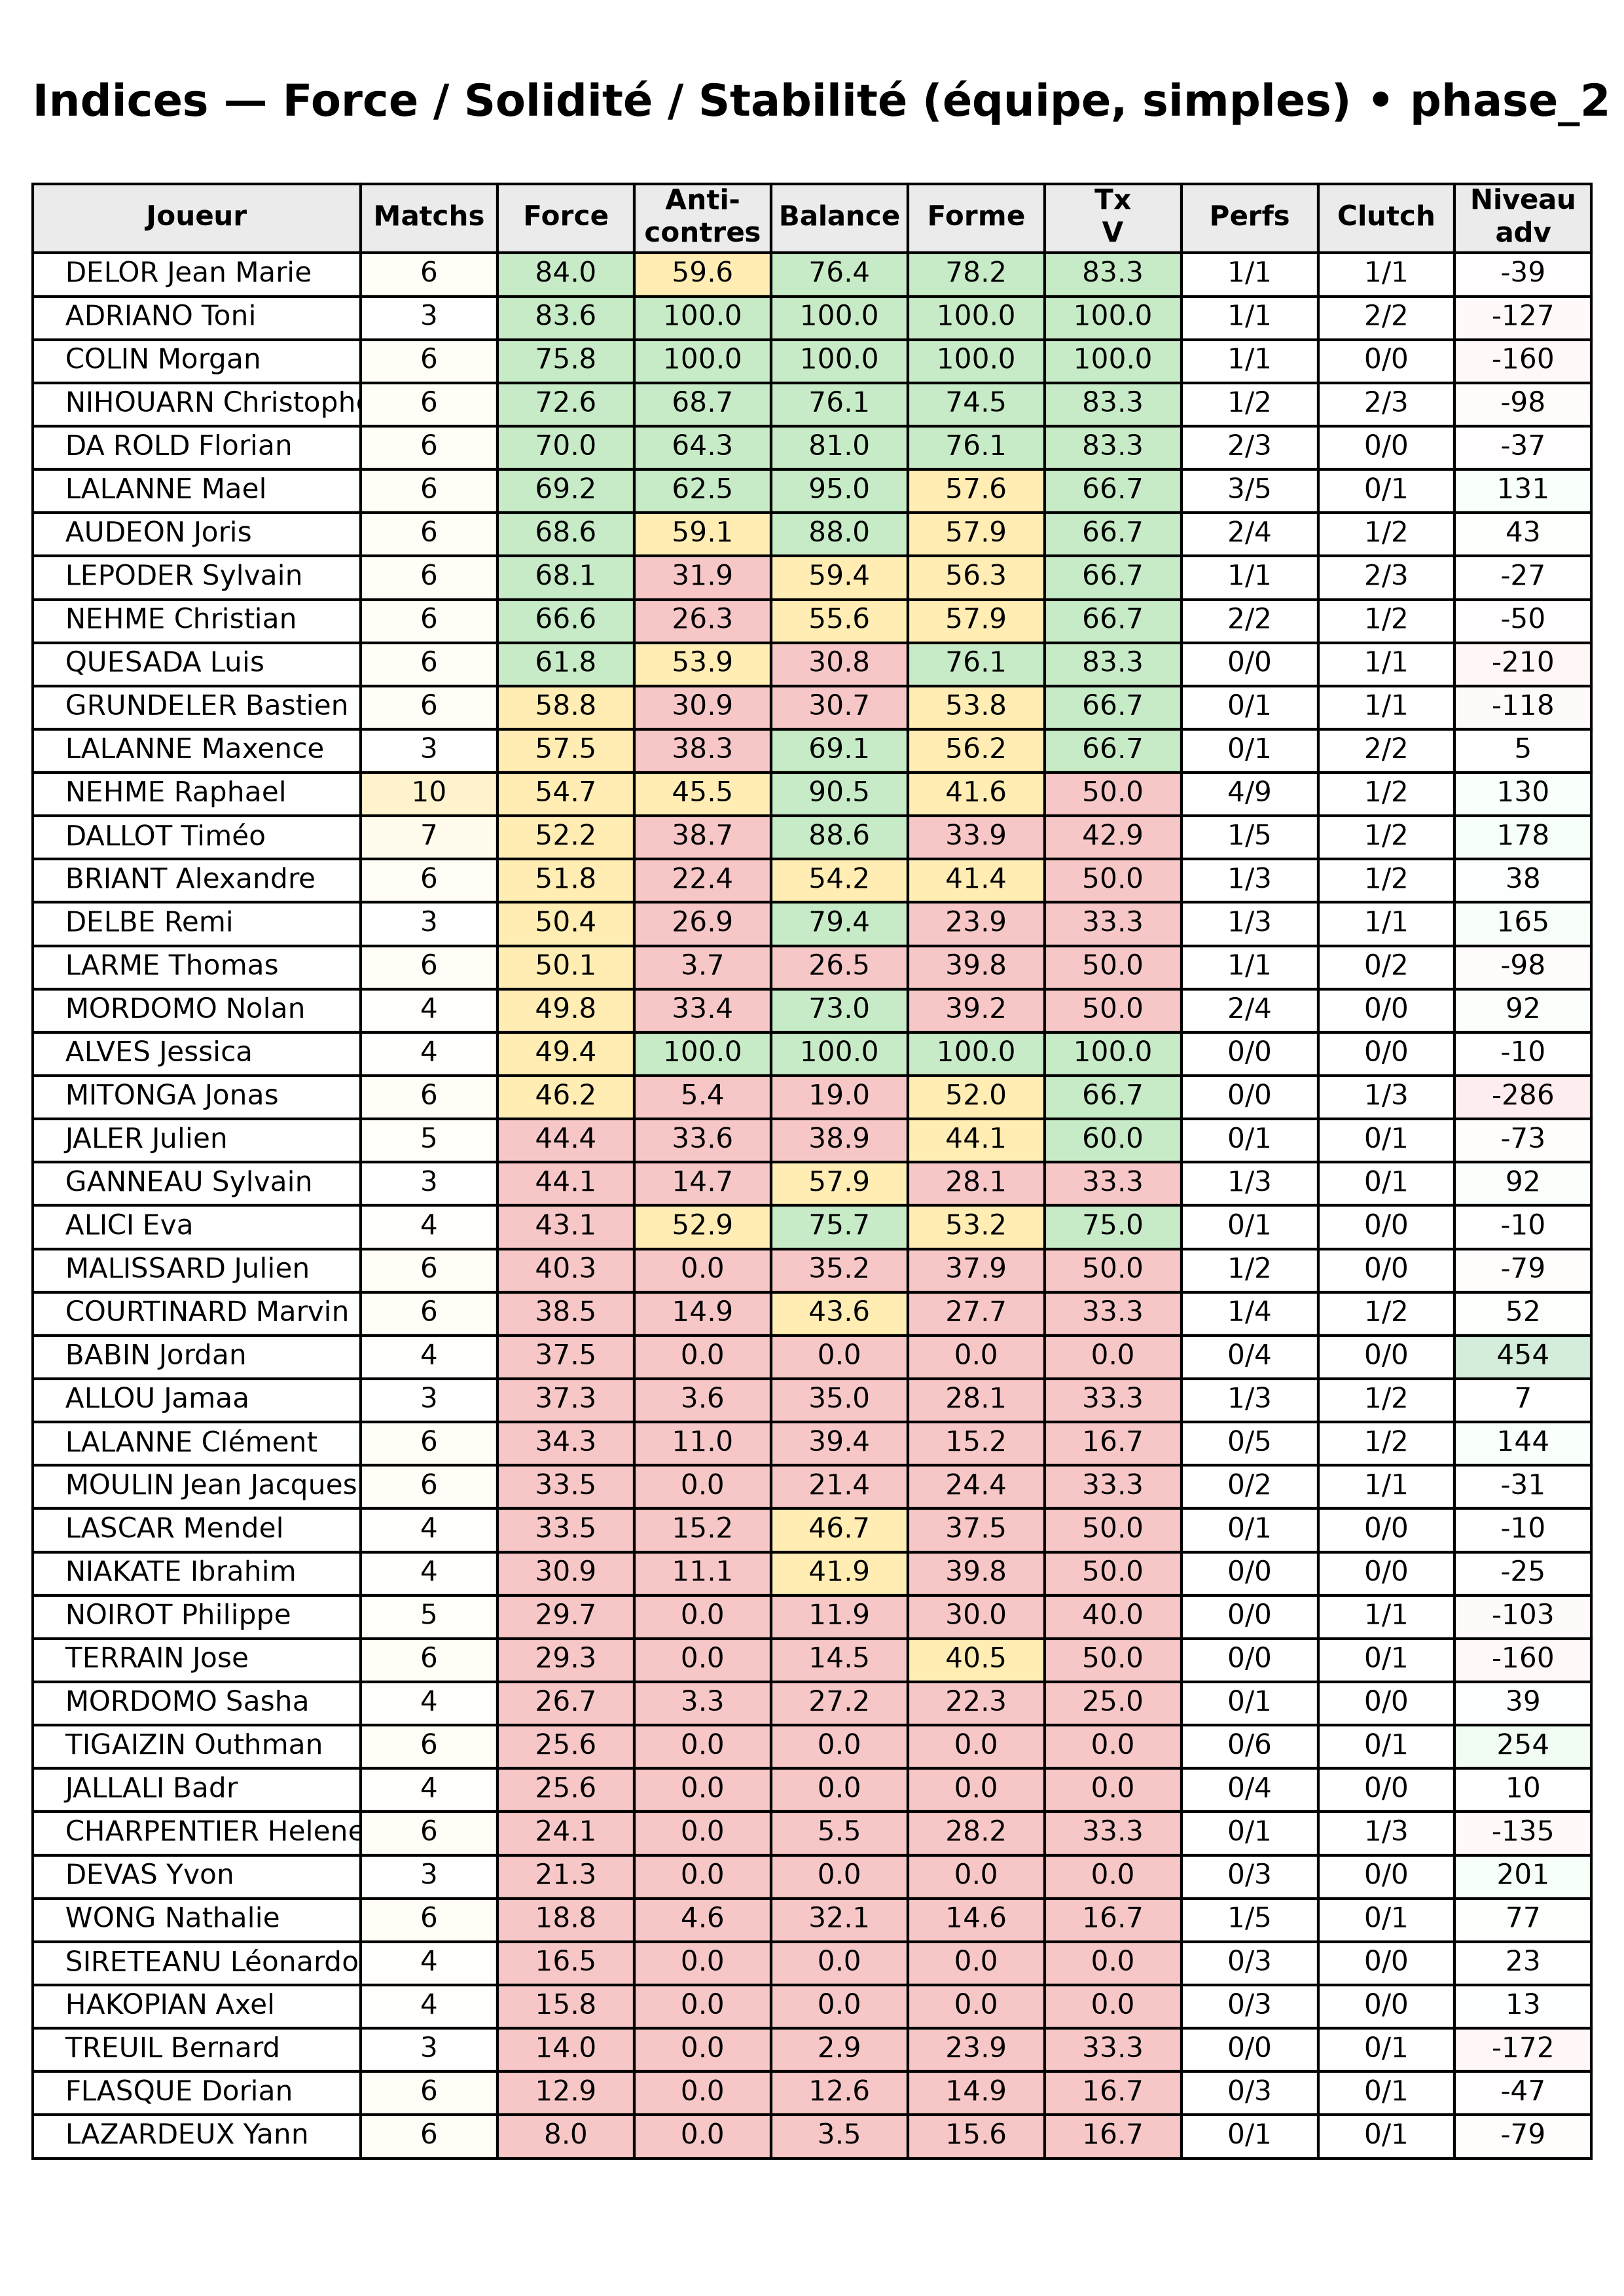 Indices — Force / Solidité / Stabilité (équipe, simples) • phase_2
Joueur Matchs Force Anti-contres Balance Forme Tx V Perfs Clutch Niveau adv
DELOR Jean Marie 6 84.0 59.6 76.4 78.2 83.3 1/1 1/1 -39
ADRIANO Toni 3 83.6 100.0 100.0 100.0 100.0 1/1 2/2 -127
COLIN Morgan 6 75.8 100.0 100.0 100.0 100.0 1/1 0/0 -160
NIHOUARN Christophe 6 72.6 68.7 76.1 74.5 83.3 1/2 2/3 -98
DA ROLD Florian 6 70.0 64.3 81.0 76.1 83.3 2/3 0/0 -37
LALANNE Mael 6 69.2 62.5 95.0 57.6 66.7 3/5 0/1 131
AUDEON Joris 6 68.6 59.1 88.0 57.9 66.7 2/4 1/2 43
LEPODER Sylvain 6 68.1 31.9 59.4 56.3 66.7 1/1 2/3 -27
NEHME Christian 6 66.6 26.3 55.6 57.9 66.7 2/2 1/2 -50
QUESADA Luis 6 61.8 53.9 30.8 76.1 83.3 0/0 1/1 -210
GRUNDELER Bastien 6 58.8 30.9 30.7 53.8 66.7 0/1 1/1 -118
LALANNE Maxence 3 57.5 38.3 69.1 56.2 66.7 0/1 2/2 5
NEHME Raphael 10 54.7 45.5 90.5 41.6 50.0 4/9 1/2 130
DALLOT Timéo 7 52.2 38.7 88.6 33.9 42.9 1/5 1/2 178
BRIANT Alexandre 6 51.8 22.4 54.2 41.4 50.0 1/3 1/2 38
DELBE Remi 3 50.4 26.9 79.4 23.9 33.3 1/3 1/1 165
LARME Thomas 6 50.1 3.7 26.5 39.8 50.0 1/1 0/2 -98
MORDOMO Nolan 4 49.8 33.4 73.0 39.2 50.0 2/4 0/0 92
ALVES Jessica 4 49.4 100.0 100.0 100.0 100.0 0/0 0/0 -10
MITONGA Jonas 6 46.2 5.4 19.0 52.0 66.7 0/0 1/3 -286
JALER Julien 5 44.4 33.6 38.9 44.1 60.0 0/1 0/1 -73
GANNEAU Sylvain 3 44.1 14.7 57.9 28.1 33.3 1/3 0/1 92
ALICI Eva 4 43.1 52.9 75.7 53.2 75.0 0/1 0/0 -10
MALISSARD Julien 6 40.3 0.0 35.2 37.9 50.0 1/2 0/0 -79
COURTINARD Marvin 6 38.5 14.9 43.6 27.7 33.3 1/4 1/2 52
BABIN Jordan 4 37.5 0.0 0.0 0.0 0.0 0/4 0/0 454
ALLOU Jamaa 3 37.3 3.6 35.0 28.1 33.3 1/3 1/2 7
LALANNE Clément 6 34.3 11.0 39.4 15.2 16.7 0/5 1/2 144
MOULIN Jean Jacques 6 33.5 0.0 21.4 24.4 33.3 0/2 1/1 -31
LASCAR Mendel 4 33.5 15.2 46.7 37.5 50.0 0/1 0/0 -10
NIAKATE Ibrahim 4 30.9 11.1 41.9 39.8 50.0 0/0 0/0 -25
NOIROT Philippe 5 29.7 0.0 11.9 30.0 40.0 0/0 1/1 -103
TERRAIN Jose 6 29.3 0.0 14.5 40.5 50.0 0/0 0/1 -160
MORDOMO Sasha 4 26.7 3.3 27.2 22.3 25.0 0/1 0/0 39
TIGAIZIN Outhman 6 25.6 0.0 0.0 0.0 0.0 0/6 0/1 254
JALLALI Badr 4 25.6 0.0 0.0 0.0 0.0 0/4 0/0 10
CHARPENTIER Helene 6 24.1 0.0 5.5 28.2 33.3 0/1 1/3 -135
DEVAS Yvon 3 21.3 0.0 0.0 0.0 0.0 0/3 0/0 201
WONG Nathalie 6 18.8 4.6 32.1 14.6 16.7 1/5 0/1 77
SIRETEANU Léonardo 4 16.5 0.0 0.0 0.0 0.0 0/3 0/0 23
HAKOPIAN Axel 4 15.8 0.0 0.0 0.0 0.0 0/3 0/0 13
TREUIL Bernard 3 14.0 0.0 2.9 23.9 33.3 0/0 0/1 -172
FLASQUE Dorian 6 12.9 0.0 12.6 14.9 16.7 0/3 0/1 -47
LAZARDEUX Yann 6 8.0 0.0 3.5 15.6 16.7 0/1 0/1 -79